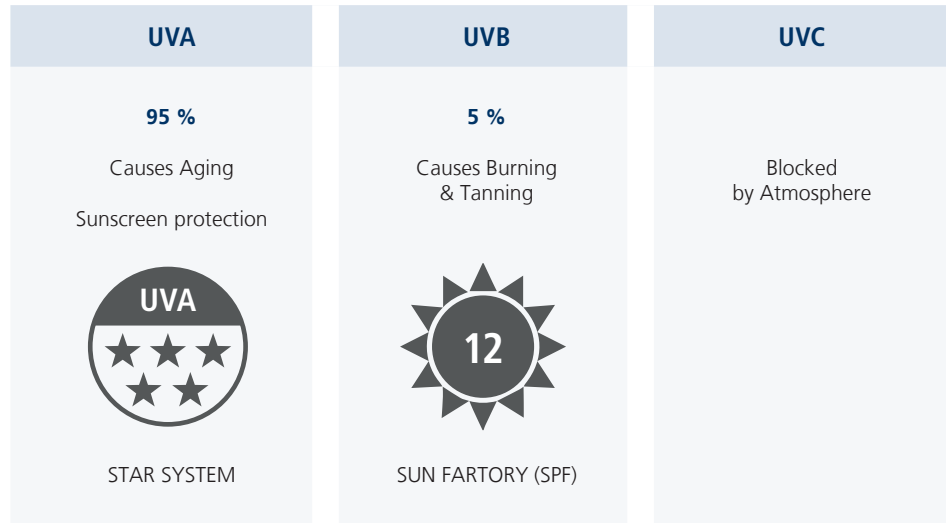 UVA
95 %
Causes Aging
Sunscreen protection
UVA
STAR SYSTEM
UVB
5 %
Causes Burning
& Tanning
12
SUN FARTORY (SPF)
UVC
Blocked
by Atmosphere